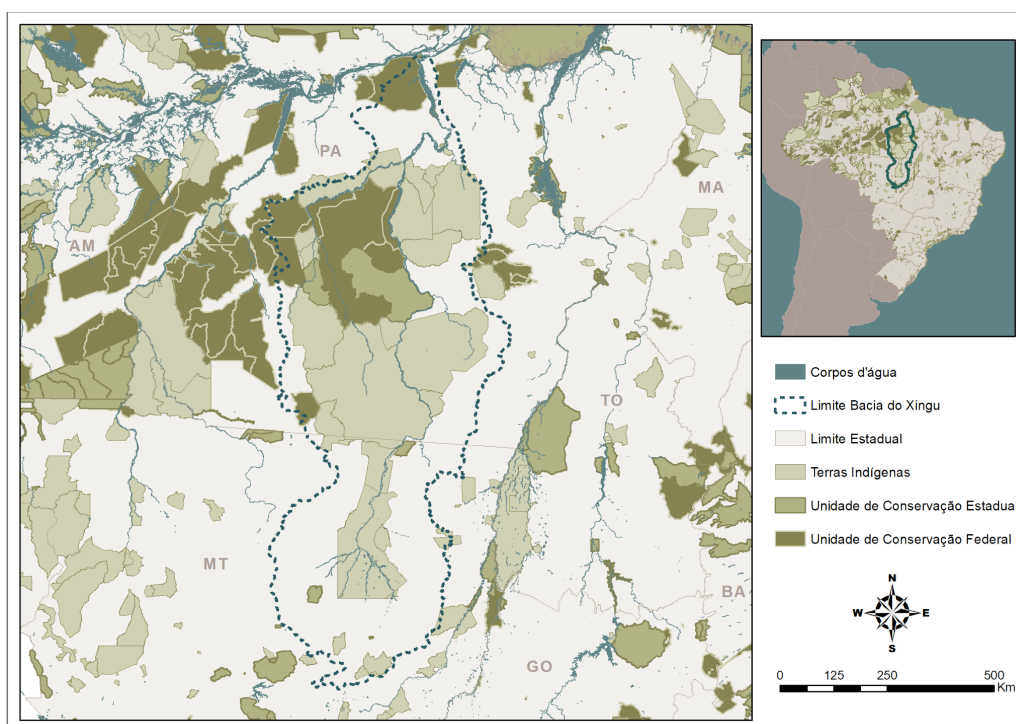 PA
MA
AM
TO
MT
BA
GO
Corpos d'água
Limite Bacia do Xingu
Limite Estadual
Terras Indígenas
Unidade de Conservação Estadual
Unidade de Conservação Federal
N
W E
S
0 125 250 500
Km